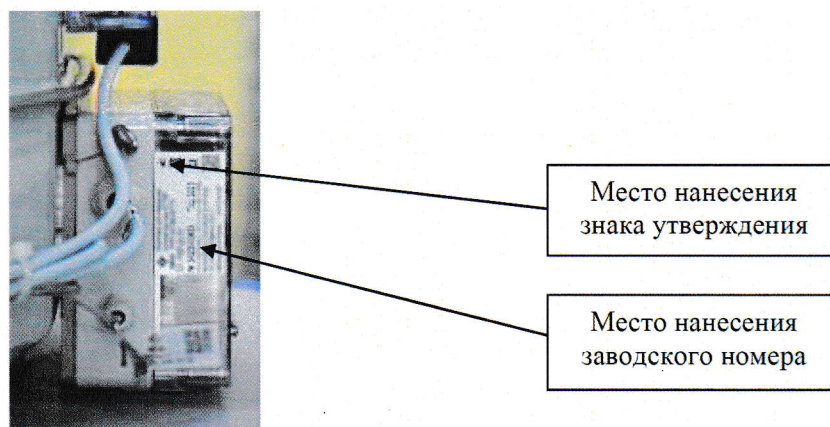 Место нанесения
знака утверждения
Место нанесения
заводского номера